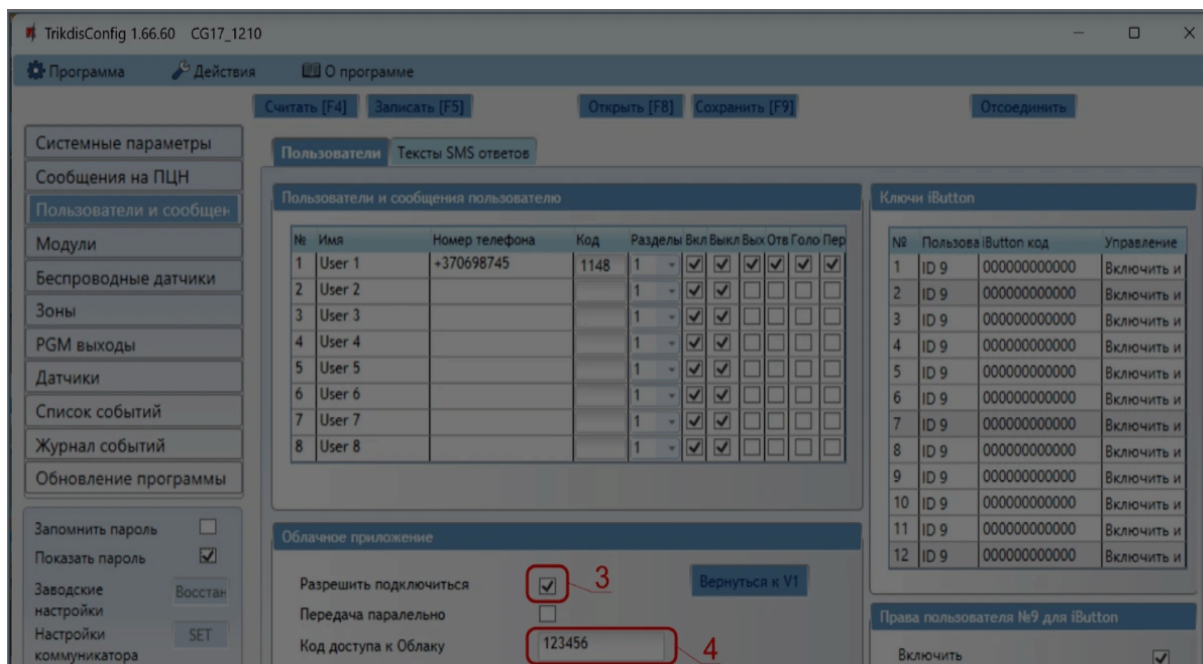 TrikdisConfig 1.66.60 CG17_1210
Программа Действия О программе
Считать [F4] Записать [F5] Открыть [F8] Сохранить [F9] Отсоединить
Системные параметры
Сообщения на ПЦН
Пользователи и сообщен
Модули
Беспроводные датчики
Зоны
PGM выходы
Датчики
Список событий
Журнал событий
Обновление программы
Запомнить пароль
Показать пароль
Заводские настройки Восстан
Настройки коммуникатора SET
Пользователи Тексты SMS ответов
Пользователи и сообщения пользователю
№ Имя Номер телефона Код Разделы Вкл Выкл Вых Отв Голо Пер
1 User 1 +370698745 1148 1
2 User 2 1
3 User 3 1
4 User 4 1
5 User 5 1
6 User 6 1
7 User 7 1
8 User 8 1
Облачное приложение
Разрешить подключиться 3 Вернуться к V1
Передача паралельно
Код доступа к Облаку 123456 4
Ключи iButton
№ Пользова iButton код Управление
1 ID 9 000000000000 Включить и
2 ID 9 000000000000 Включить и
3 ID 9 000000000000 Включить и
4 ID 9 000000000000 Включить и
5 ID 9 000000000000 Включить и
6 ID 9 000000000000 Включить и
7 ID 9 000000000000 Включить и
8 ID 9 000000000000 Включить и
9 ID 9 000000000000 Включить и
10 ID 9 000000000000 Включить и
11 ID 9 000000000000 Включить и
12 ID 9 000000000000 Включить и
Права пользователя №9 для iButton
Включить